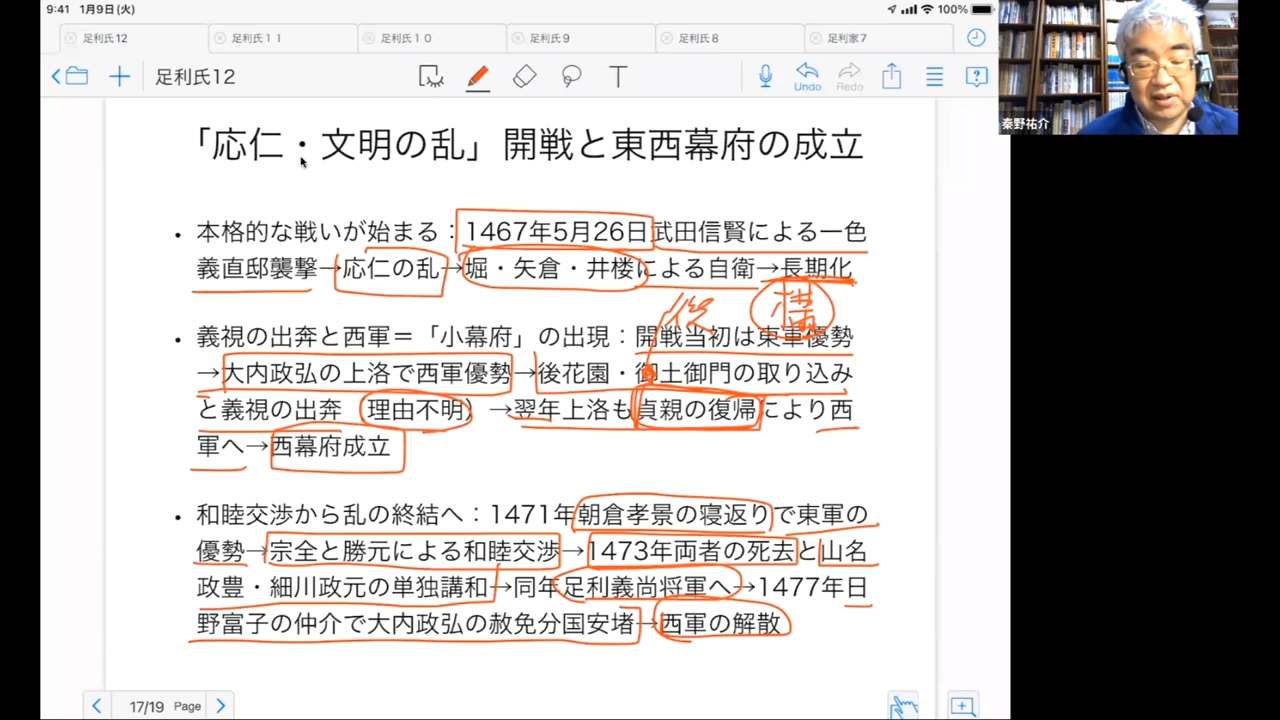 9:41 1月9日(火)
100%
足利氏12
足利氏11
足利氏10
足利氏9
足利氏8
足利家7
足利氏12
T
Undo
Redo
秦野祐介
「応仁・文明の乱」開戦と東西幕府の成立
・本格的な戦いが始まる：1467年5月26日武田信賢による一色
義直邸襲撃→応仁の乱→堀・矢倉・井楼による自衛→長期化
構
後
・義視の出奔と西軍＝「小幕府」の出現：開戦当初は東軍優勢
→大内政弘の上洛で西軍優勢→後花園・土御門の取り込み
と義視の出奔（理由不明）→翌年上洛も貞親の復帰により西
軍へ→西幕府成立
・和睦交渉から乱の終結へ：1471年朝倉孝景の寝返りで東軍の
優勢→宗全と勝元による和睦交渉→1473年両者の死去と山名
政豊・細川政元の単独講和→同年足利義尚将軍へ→1477年日
野富子の仲介で大内政弘の赦免分国安堵→西軍の解散
17/19 Page